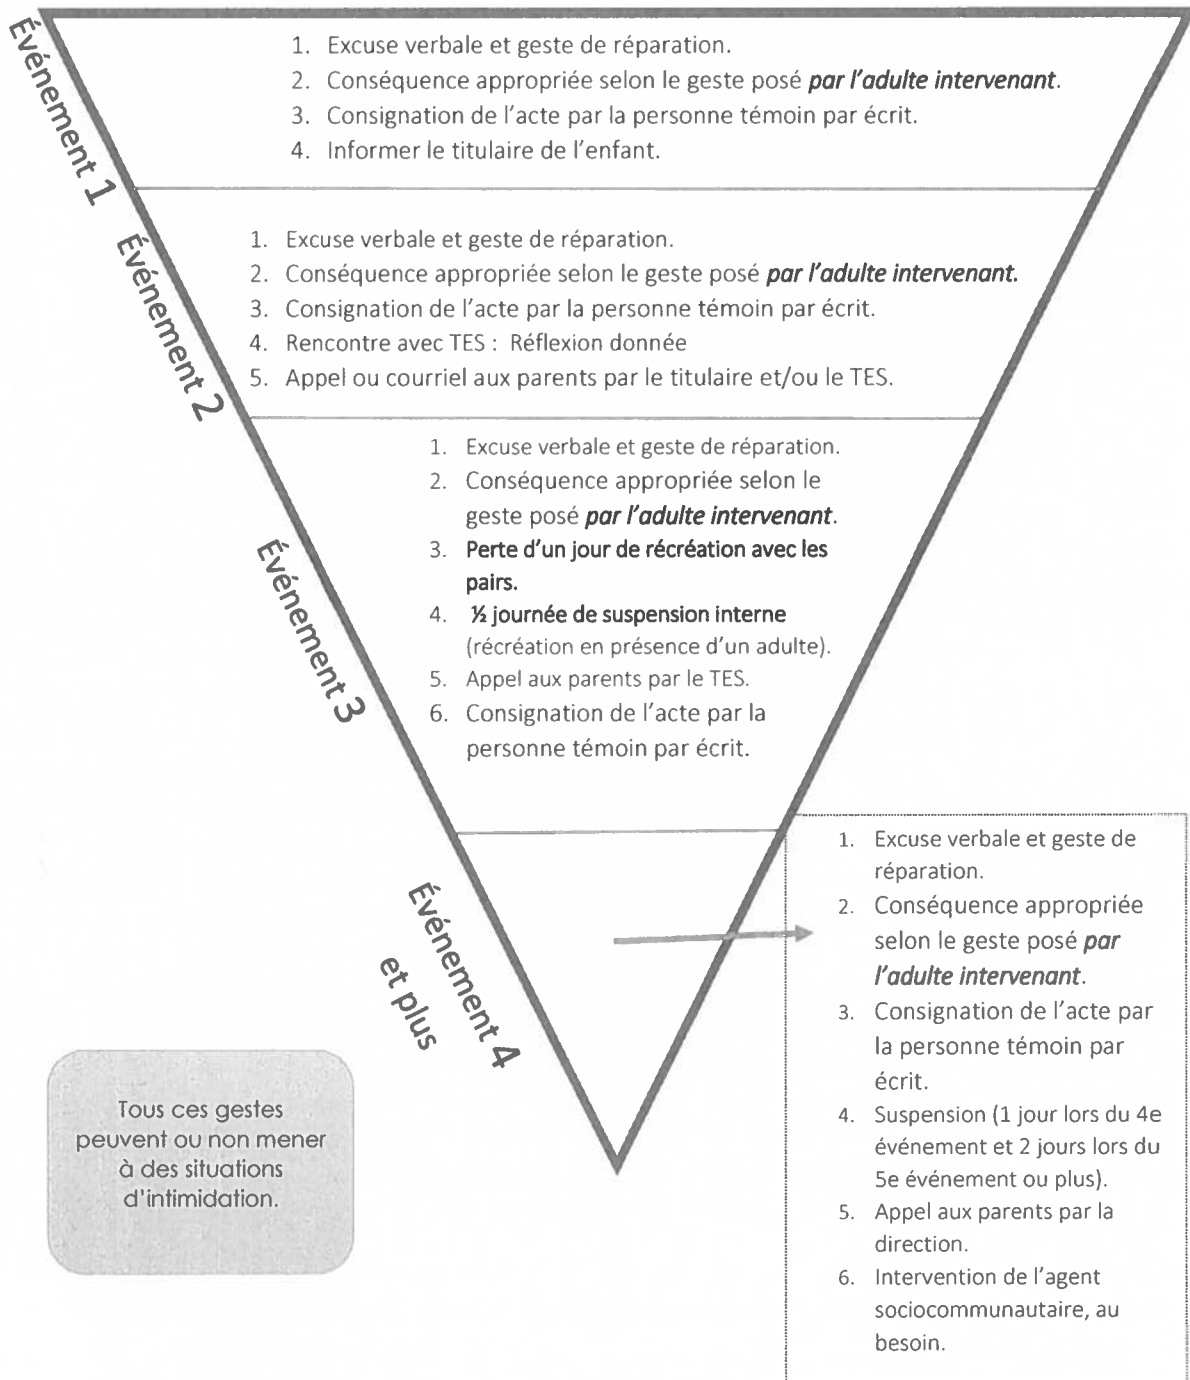 Événement 1
1. Excuse verbale et geste de réparation.
2. Conséquence appropriée selon le geste posé par l'adulte intervenant.
3. Consignation de l'acte par la personne témoin par écrit.
4. Informer le titulaire de l'enfant.
Événement 2
1. Excuse verbale et geste de réparation.
2. Conséquence appropriée selon le geste posé par l'adulte intervenant.
3. Consignation de l'acte par la personne témoin par écrit.
4. Rencontre avec TES : Réflexion donnée
5. Appel ou courriel aux parents par le titulaire et/ou le TES.
Événement 3
1. Excuse verbale et geste de réparation.
2. Conséquence appropriée selon le
geste posé par l'adulte intervenant.
3. Perte d'un jour de récréation avec les
pairs.
4. ½ journée de suspension interne
(récréation en présence d'un adulte).
5. Appel aux parents par le TES.
6. Consignation de l'acte par la
personne témoin par écrit.
Événement 4
et plus
1. Excuse verbale et geste de
réparation.
2. Conséquence appropriée
selon le geste posé par
l'adulte intervenant.
3. Consignation de l'acte par
la personne témoin par
écrit.
4. Suspension (1 jour lors du 4e
événement et 2 jours lors du
5e événement ou plus).
5. Appel aux parents par la
direction.
6. Intervention de l'agent
sociocommunautaire, au
besoin.
Tous ces gestes
peuvent ou non mener
à des situations
d'intimidation.